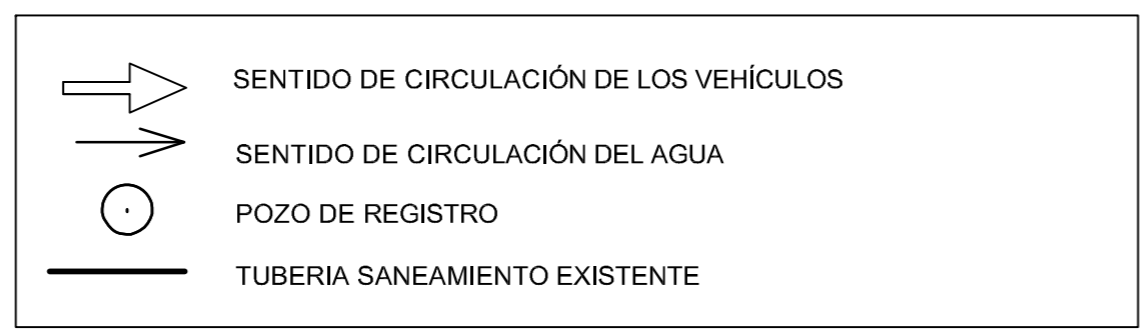 SENTIDO DE CIRCULACIÓN DE LOS VEHÍCULOS
SENTIDO DE CIRCULACIÓN DEL AGUA
POZO DE REGISTRO
TUBERIA SANEAMIENTO EXISTENTE